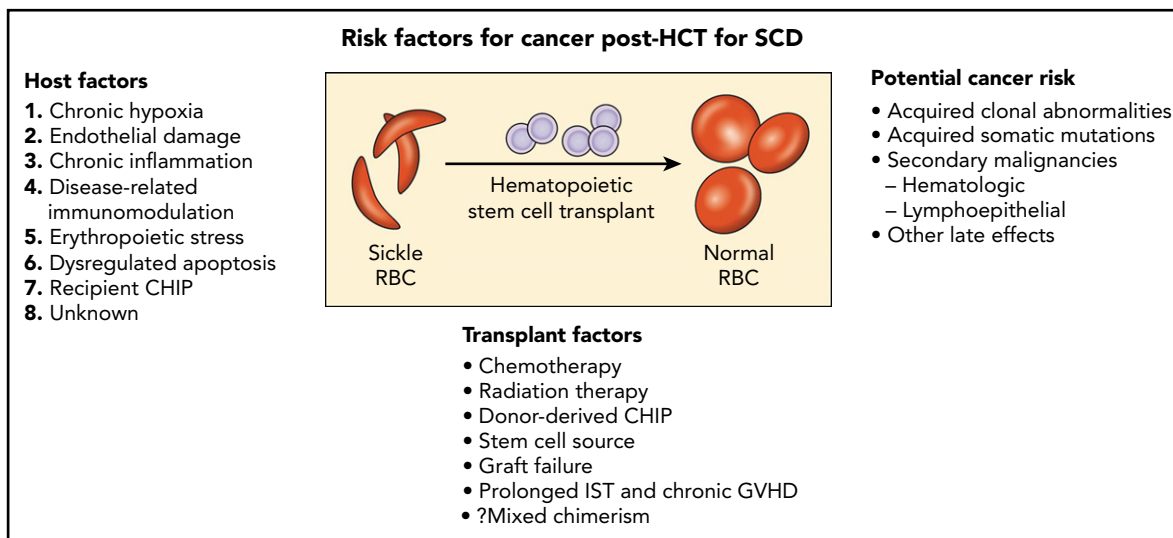 Risk factors for cancer post-HCT for SCD
Host factors
1. Chronic hypoxia
2. Endothelial damage
3. Chronic inflammation
4. Disease-related
immunomodulation
5. Erythropoietic stress
6. Dysregulated apoptosis
7. Recipient CHIP
8. Unknown
Hematopoietic
stem cell transplant
Sickle
RBC
Normal
RBC
Potential cancer risk
• Acquired clonal abnormalities
• Acquired somatic mutations
• Secondary malignancies
– Hematologic
– Lymphoepithelial
• Other late effects
Transplant factors
• Chemotherapy
• Radiation therapy
• Donor-derived CHIP
• Stem cell source
• Graft failure
• Prolonged IST and chronic GVHD
• ?Mixed chimerism